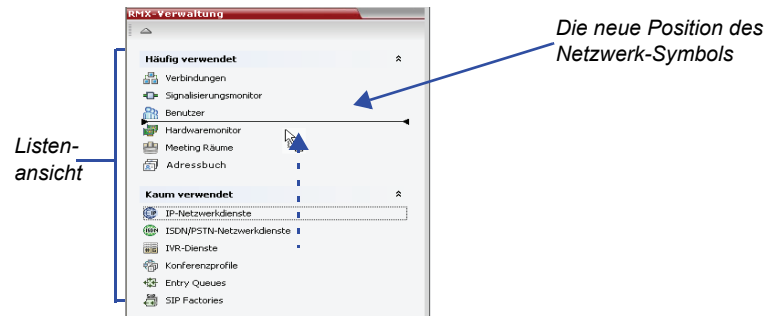 RMX-Verwaltung
Die neue Position des
Netzwerk-Symbols
Häufig verwendet
Verbindungen
Signalisierungsmonitor
Benutzer
Hardwaremonitor
Meeting Räume
Adressbuch
Listen-
ansicht
Kaum verwendet
IP-Netzwerkdienste
ISDN/PSTN-Netzwerkdienste
IVR-Dienste
Konferenzprofile
Entry Queues
SIP Factories